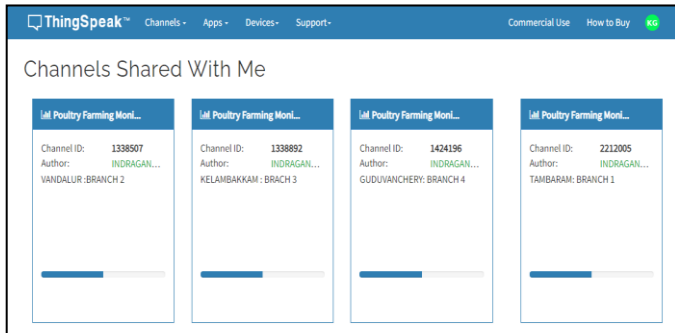 ThingSpeak™ Channels Apps Devices Support Commercial Use How to Buy KG
Channels Shared With Me
Poultry Farming Moni...
Channel ID: 1338507
Author: INDRAGAN...
VANDALUR :BRANCH 2
Poultry Farming Moni...
Channel ID: 1338892
Author: INDRAGAN...
KELAMBAKKAM : BRACH 3
Poultry Farming Moni...
Channel ID: 1424196
Author: INDRAGAN...
GUDUVANCHERY: BRANCH 4
Poultry Farming Moni...
Channel ID: 2212005
Author: INDRAGAN...
TAMBARAM: BRANCH 1